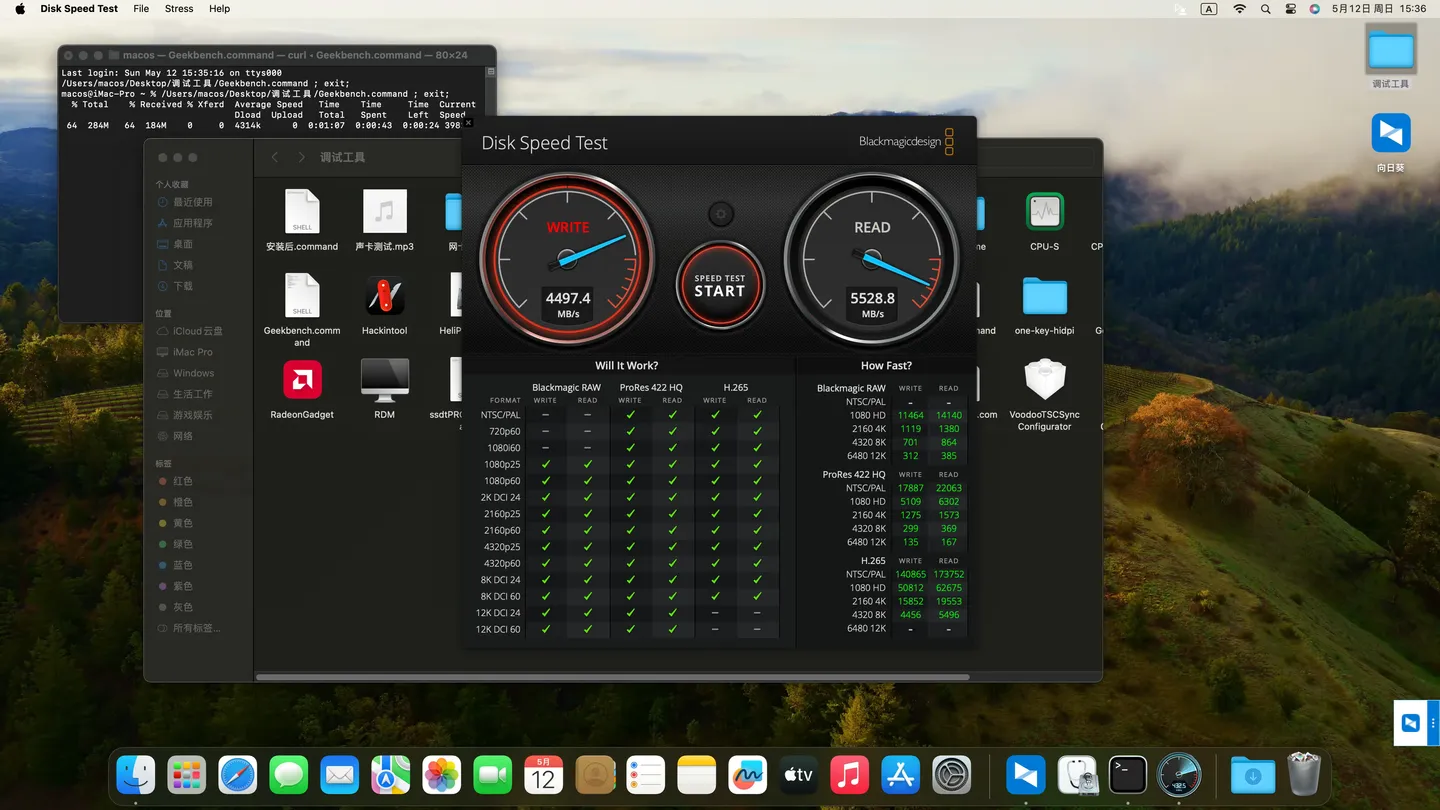 Disk Speed Test File Stress Help
A 5月12日 周日 15:36
macos — Geekbench.command — curl ◂ Geekbench.command — 80×24
Last login: Sun May 12 15:35:16 on ttys000
/Users/macos/Desktop/调试工具/Geekbench.command ; exit;
macos@iMac-Pro ~ % /Users/macos/Desktop/调试工具/Geekbench.command ; exit;
% Total % Received % Xferd Average Speed Time Time Time Current
Dload Upload Total Spent Left Speed
64 284M 64 184M 0 0 4314k 0 0:01:07 0:00:43 0:00:24
调试工具
向日葵
调试工具
个人收藏
最近使用
应用程序
桌面
文稿
下载
位置
iCloud云盘
iMac Pro
Windows
生活工作
游戏娱乐
网络
标签
红色
橙色
黄色
绿色
蓝色
紫色
灰色
所有标签...
SHELL
安装后.command
声卡测试.mp3
CPU-S
SHELL
Geekbench.comm
and
Hackintool
one-key-hidpi
RadeonGadget
RDM
VoodooTSCSync
Configurator
Disk Speed Test
Blackmagicdesign
WRITE
4497.4
MB/s
SPEED TEST
START
READ
5528.8
MB/s
Will It Work?
Blackmagic RAW ProRes 422 HQ H.265
FORMAT WRITE READ WRITE READ WRITE READ
NTSC/PAL – – ✓ ✓ ✓ ✓
720p60 – – ✓ ✓ ✓ ✓
1080i60 – – ✓ ✓ ✓ ✓
1080p25 ✓ ✓ ✓ ✓ ✓ ✓
1080p60 ✓ ✓ ✓ ✓ ✓ ✓
2K DCI 24 ✓ ✓ ✓ ✓ ✓ ✓
2160p25 ✓ ✓ ✓ ✓ ✓ ✓
2160p60 ✓ ✓ ✓ ✓ ✓ ✓
4320p25 ✓ ✓ ✓ ✓ ✓ ✓
4320p60 ✓ ✓ ✓ ✓ ✓ ✓
8K DCI 24 ✓ ✓ ✓ ✓ ✓ ✓
8K DCI 60 ✓ ✓ ✓ ✓ ✓ ✓
12K DCI 24 ✓ ✓ ✓ ✓ – –
12K DCI 60 ✓ ✓ ✓ ✓ – –
How Fast?
Blackmagic RAW WRITE READ
NTSC/PAL - -
1080 HD 11464 14140
2160 4K 1119 1380
4320 8K 701 864
6480 12K 312 385
ProRes 422 HQ WRITE READ
NTSC/PAL 17887 22063
1080 HD 5109 6302
2160 4K 1275 1573
4320 8K 299 369
6480 12K 135 167
H.265 WRITE READ
NTSC/PAL 140865 173752
1080 HD 50812 62675
2160 4K 15852 19553
4320 8K 4456 5496
6480 12K - -
5月
12
tv